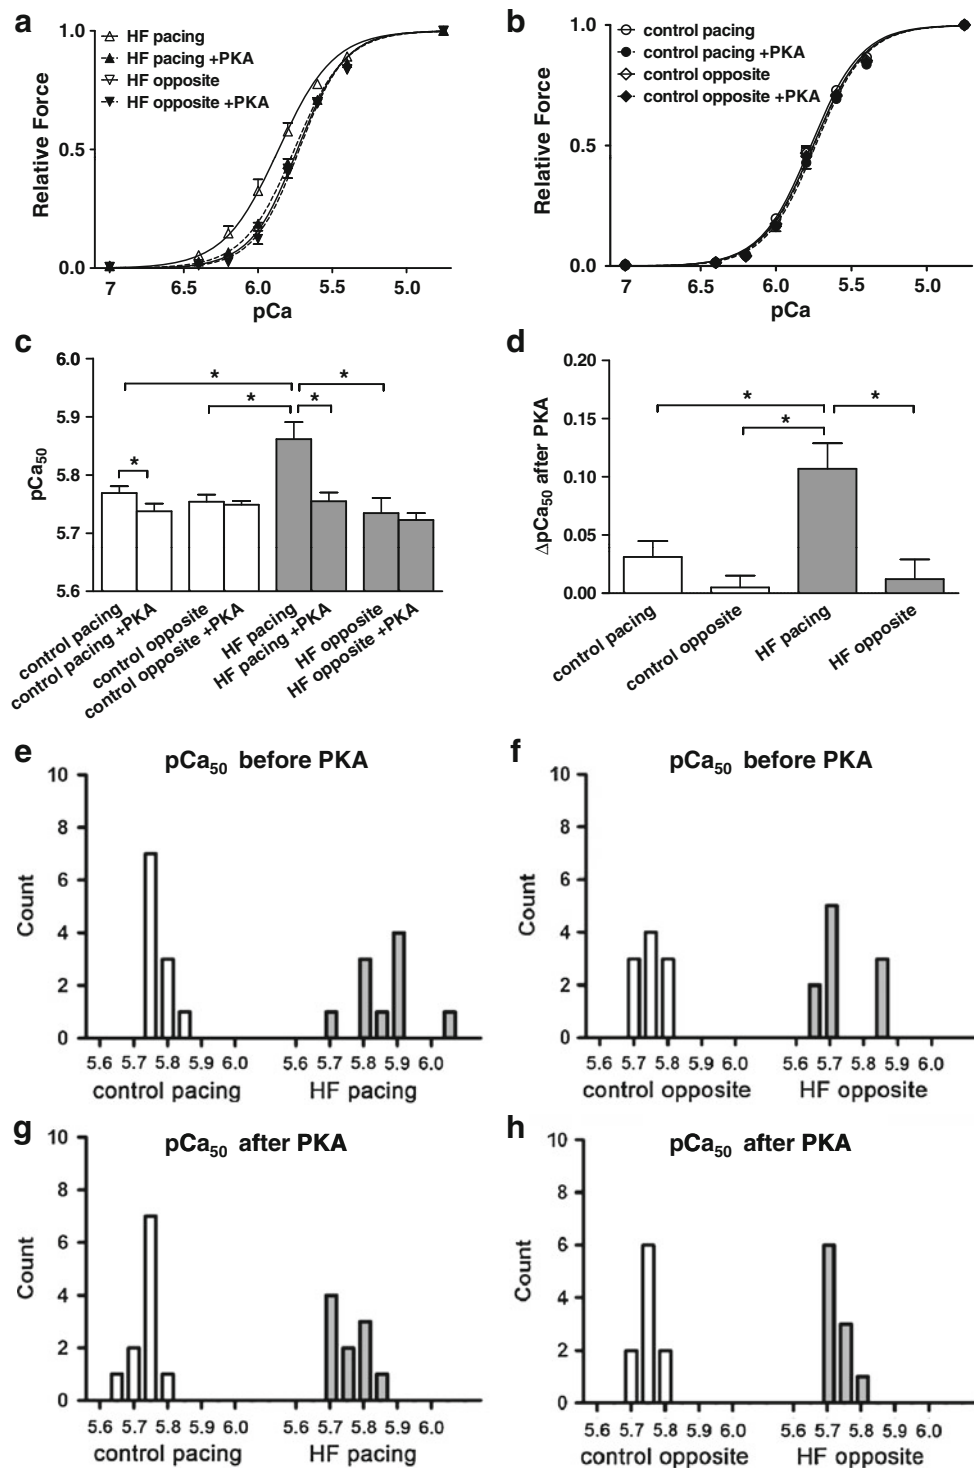 a
HF pacing
HF pacing +PKA
HF opposite
HF opposite +PKA
Relative Force
1.0
0.5
0.0
7 6.5 6.0 5.5 5.0
pCa
b
control pacing
control pacing +PKA
control opposite
control opposite +PKA
Relative Force
1.0
0.5
0.0
7 6.5 6.0 5.5 5.0
pCa
c
pCa50
6.0
5.9
5.8
5.7
5.6
* * * * *
control pacing
control pacing +PKA
control opposite
control opposite +PKA
HF pacing
HF pacing +PKA
HF opposite
HF opposite +PKA
d
ΔpCa50 after PKA
0.20
0.15
0.10
0.05
0.00
* * *
control pacing
control opposite
HF pacing
HF opposite
e
pCa50 before PKA
Count
10
8
6
4
2
0
5.6 5.7 5.8 5.9 6.0 5.6 5.7 5.8 5.9 6.0
control pacing HF pacing
f
pCa50 before PKA
Count
10
8
6
4
2
0
5.6 5.7 5.8 5.9 6.0 5.6 5.7 5.8 5.9 6.0
control opposite HF opposite
g
pCa50 after PKA
Count
10
8
6
4
2
0
5.6 5.7 5.8 5.9 6.0 5.6 5.7 5.8 5.9 6.0
control pacing HF pacing
h
pCa50 after PKA
Count
10
8
6
4
2
0
5.6 5.7 5.8 5.9 6.0 5.6 5.7 5.8 5.9 6.0
control opposite HF opposite